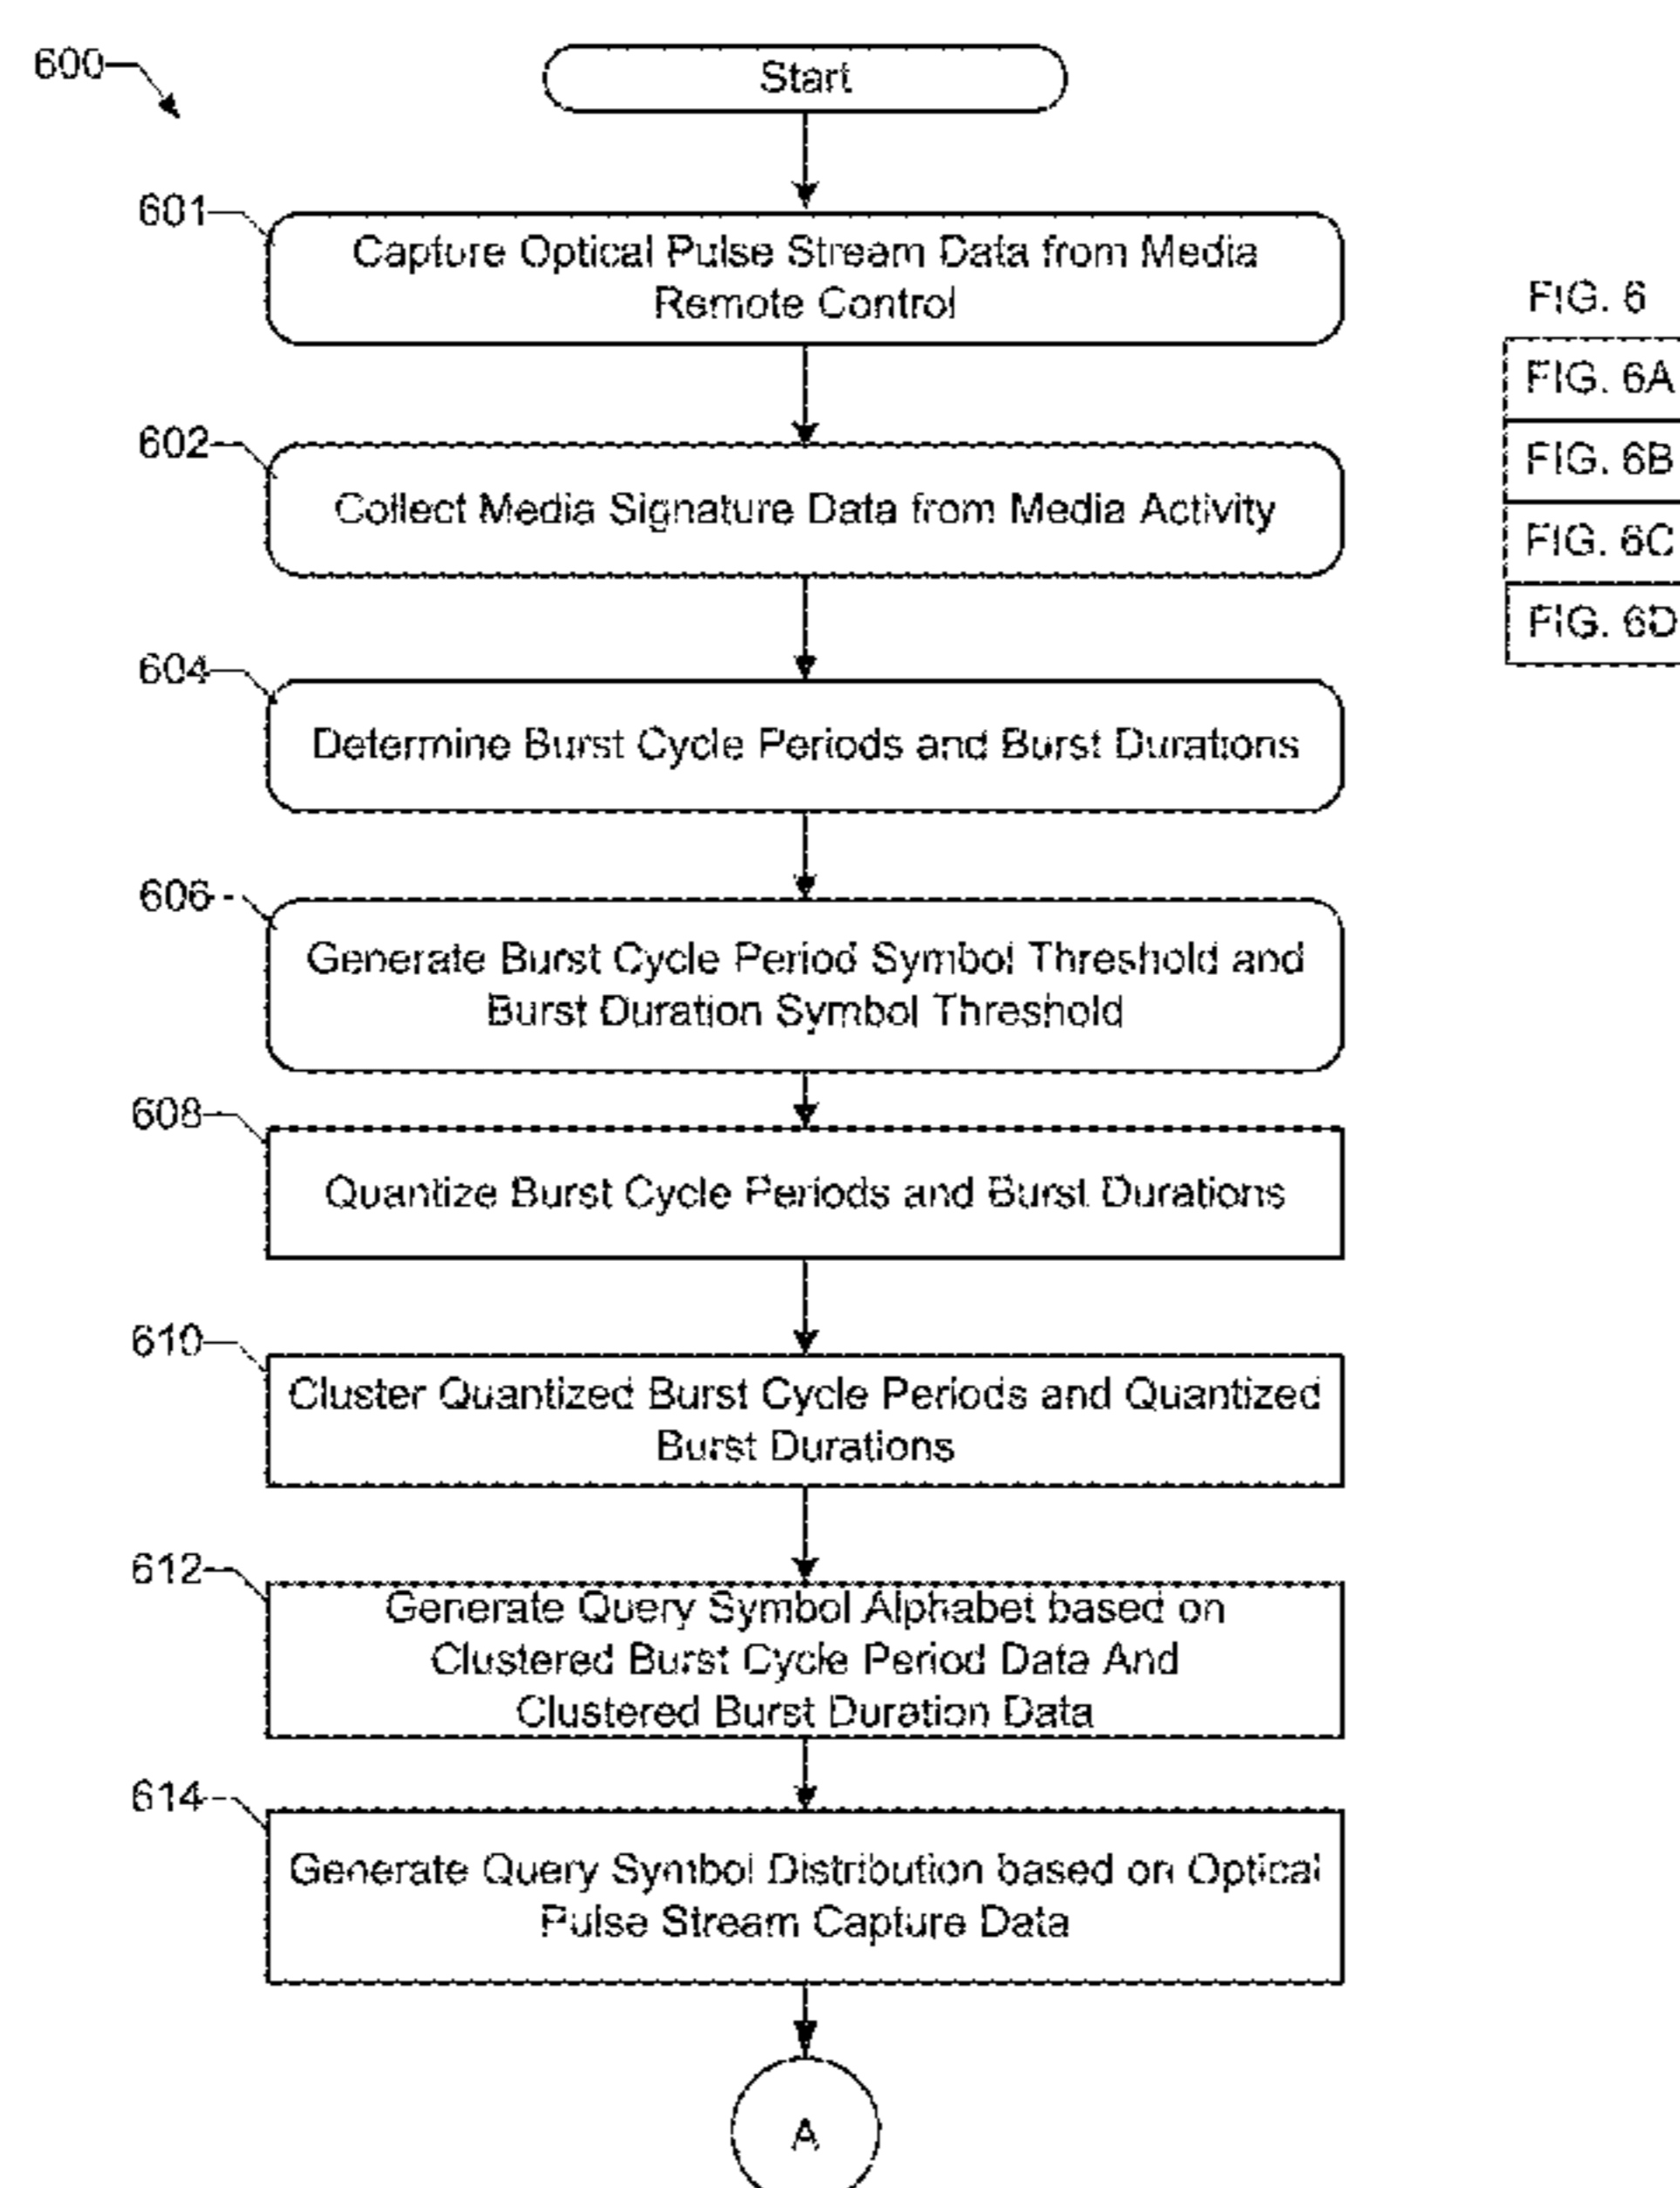 600
Start
601
Capture Optical Pulse Stream Data from Media
Remote Control
FIG. 6
FIG. 6A
FIG. 6B
FIG. 6C
FIG. 6D
602
Collect Media Signature Data from Media Activity
604
Determine Burst Cycle Periods and Burst Durations
606
Generate Burst Cycle Period Symbol Threshold and
Burst Duration Symbol Threshold
608
Quantize Burst Cycle Periods and Burst Durations
610
Cluster Quantized Burst Cycle Periods and Quantized
Burst Durations
612
Generate Query Symbol Alphabet based on
Clustered Burst Cycle Period Data And
Clustered Burst Duration Data
614
Generate Query Symbol Distribution based on Optical
Pulse Stream Capture Data
A